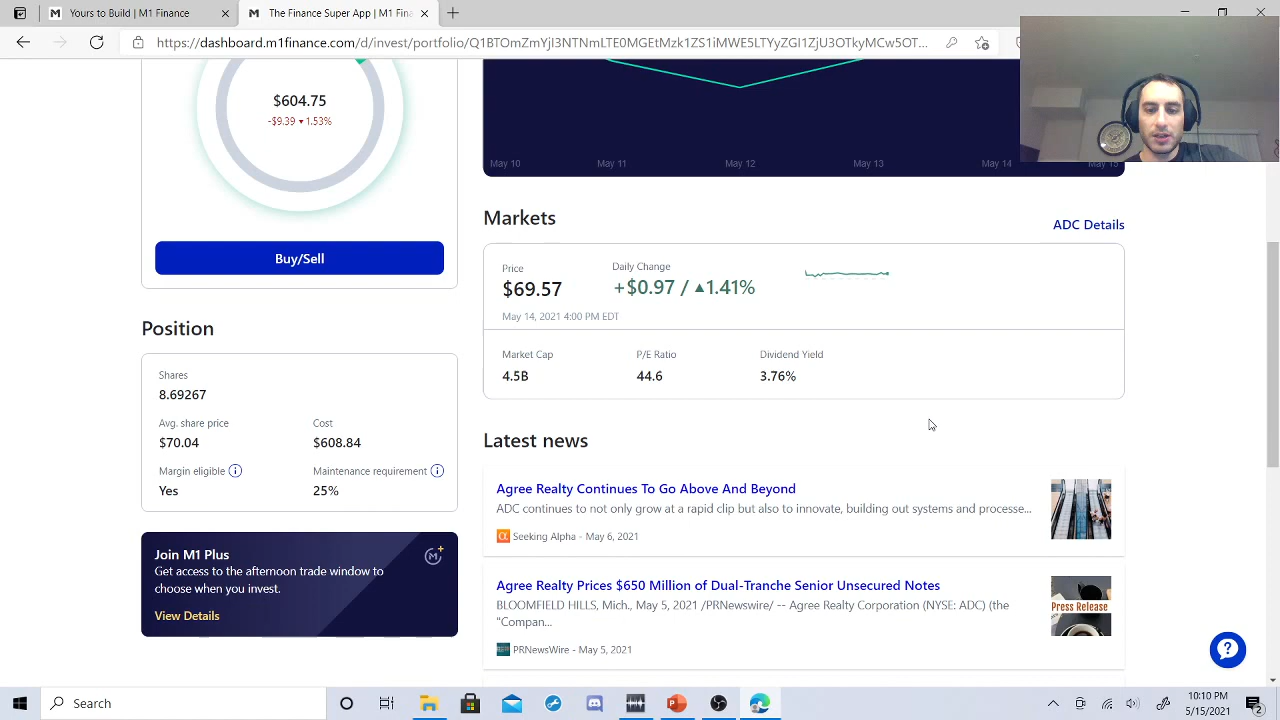 Yours to Build | M1 Finance
The Finest | M1 Fina
https://dashboard.m1finance.com/d/invest/portfolio/
$604.75
-$9.39 ▼ 1.53%
May 10
May 11
May 12
May 13
May 14
May 15
Buy/Sell
Markets
ADC Details
Price
$69.57
Daily Change
+$0.97 / ▲1.41%
May 14, 2021 4:00 PM EDT
Market Cap
4.5B
P/E Ratio
44.6
Dividend Yield
3.76%
Position
Shares
8.69267
Avg. share price
$70.04
Cost
$608.84
Margin eligible
Yes
Maintenance requirement
25%
Join M1 Plus
Get access to the afternoon trade window to
choose when you invest.
View Details
Latest news
Agree Realty Continues To Go Above And Beyond
ADC continues to not only grow at a rapid clip but also to innovate, building out systems and processe...
Seeking Alpha - May 6, 2021
Agree Realty Prices $650 Million of Dual-Tranche Senior Unsecured Notes
BLOOMFIELD HILLS, Mich., May 5, 2021 /PRNewswire/ -- Agree Realty Corporation (NYSE: ADC) (the
"Compan...
PRNewsWire - May 5, 2021
Press Release
Search
10:10 PM
5/15/2021
2